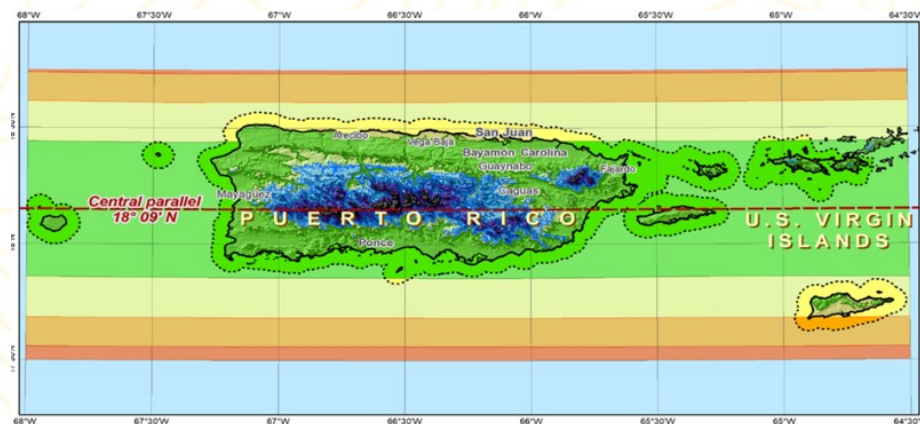 68°W 67°30'W 67°W 66°30'W 66°W 65°30'W 65°W 64°30'W
San Juan
Arecibo
Vega Baja
Bayamón Carolina
Guaynabo
Fajardo
Caguas
Mayagüez
Central parallel
18° 09' N
PUERTO RICO
U.S. VIRGIN
ISLANDS
Ponce
68°W 67°30'W 67°W 66°30'W 66°W 65°30'W 65°W 64°30'W